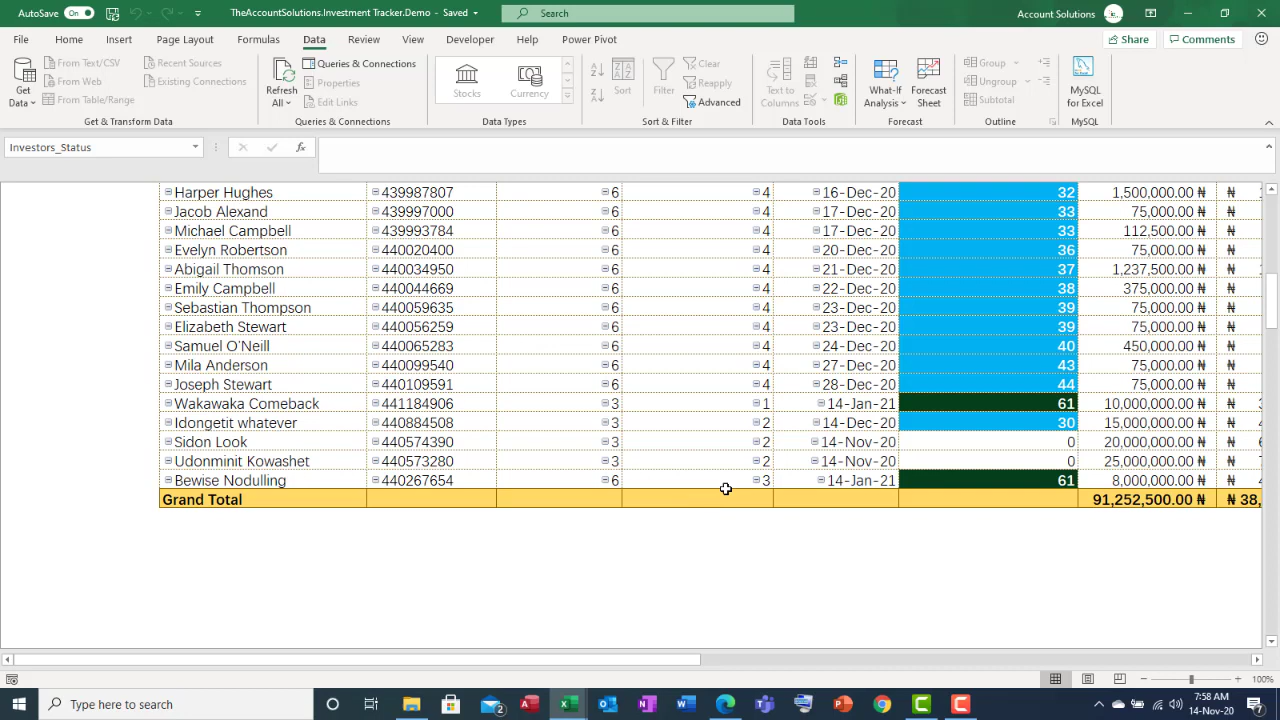 AutoSave On TheAccountSolutions.Investment Tracker.Demo - Saved Search Account Solutions
File Home Insert Page Layout Formulas Data Review View Developer Help Power Pivot Share Comments
Get Data From Text/CSV From Web From Table/Range Recent Sources Existing Connections
Refresh All Queries & Connections Properties Edit Links
Stocks Currency
Sort Filter Clear Reapply Advanced
Text to Columns
What-If Analysis Forecast Sheet
Group Ungroup Subtotal
MySQL for Excel
Get & Transform Data Queries & Connections Data Types Sort & Filter Data Tools Forecast Outline MySQL
Investors_Status fx
Harper Hughes 439987807 6 4 16-Dec-20 32 1,500,000.00 ₦ ₦ 1
Jacob Alexand 439997000 6 4 17-Dec-20 33 75,000.00 ₦ ₦
Michael Campbell 439993784 6 4 17-Dec-20 33 112,500.00 ₦ ₦
Evelyn Robertson 440020400 6 4 20-Dec-20 36 75,000.00 ₦ ₦
Abigail Thomson 440034950 6 4 21-Dec-20 37 1,237,500.00 ₦ ₦ 1
Emily Campbell 440044669 6 4 22-Dec-20 38 375,000.00 ₦ ₦
Sebastian Thompson 440059635 6 4 23-Dec-20 39 75,000.00 ₦ ₦
Elizabeth Stewart 440056259 6 4 23-Dec-20 39 75,000.00 ₦ ₦
Samuel O'Neill 440065283 6 4 24-Dec-20 40 450,000.00 ₦ ₦
Mila Anderson 440099540 6 4 27-Dec-20 43 75,000.00 ₦ ₦
Joseph Stewart 440109591 6 4 28-Dec-20 44 75,000.00 ₦ ₦
Wakawaka Comeback 441184906 3 1 14-Jan-21 61 10,000,000.00 ₦ ₦ 3
Idongetit whatever 440884508 3 2 14-Dec-20 30 15,000,000.00 ₦ ₦ 4
Sidon Look 440574390 3 2 14-Nov-20 0 20,000,000.00 ₦ ₦ 6
Udonminit Kowashet 440573280 3 2 14-Nov-20 0 25,000,000.00 ₦ ₦ 7
Bewise Nodulling 440267654 6 3 14-Jan-21 61 8,000,000.00 ₦ ₦ 4
Grand Total 91,252,500.00 ₦ ₦ 38,
100%
Type here to search 2 7:58 AM
14-Nov-20